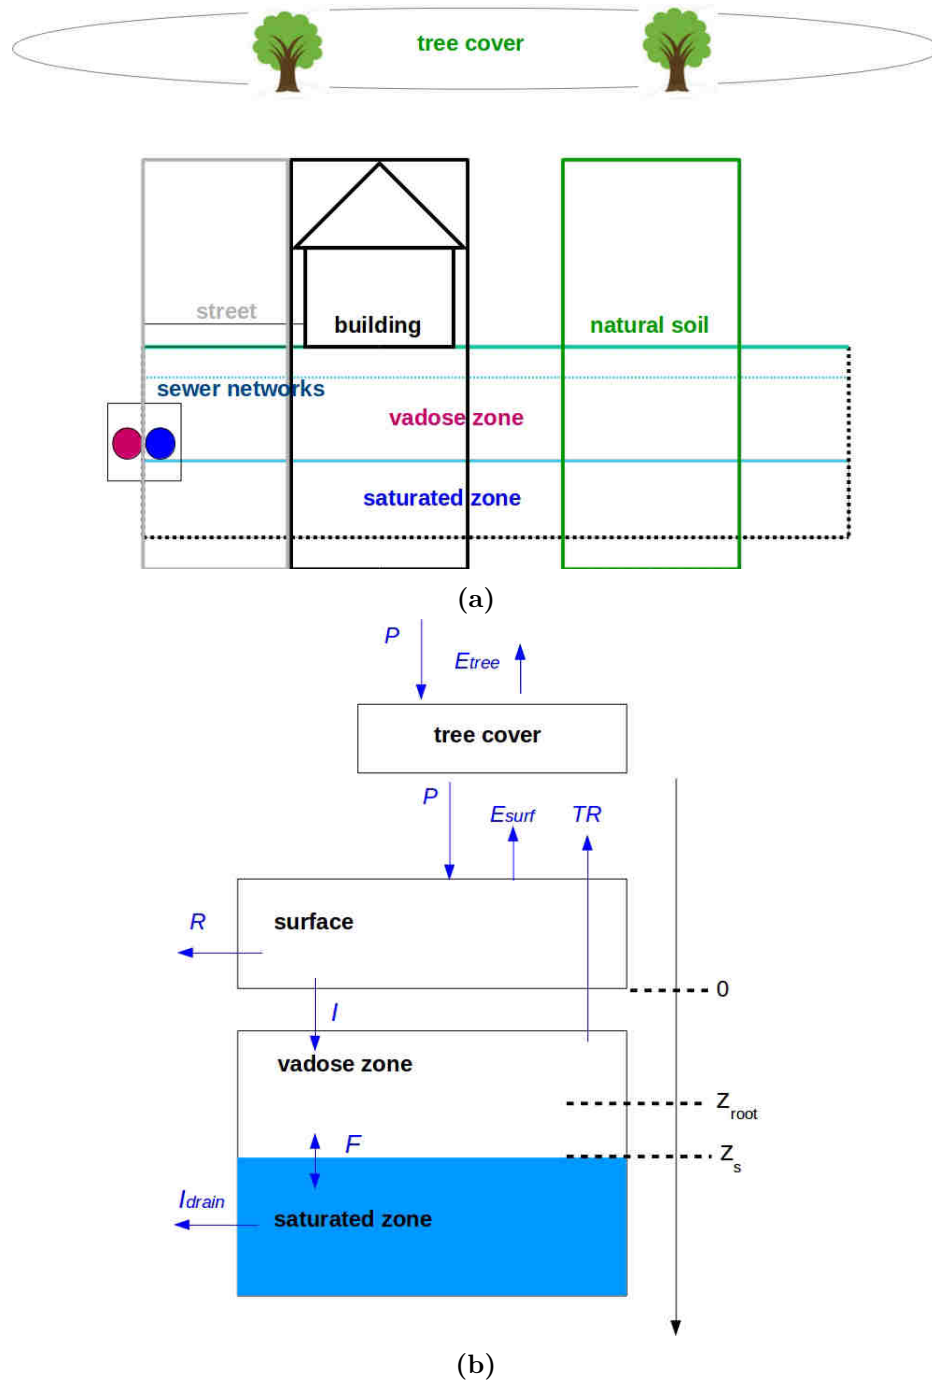 tree cover
street
building
natural soil
sewer networks
vadose zone
saturated zone
(a)
P
Etree
tree cover
P
Esurf
TR
surface
R
0
I
vadose zone
zroot
F
zs
Idrain
saturated zone
(b)